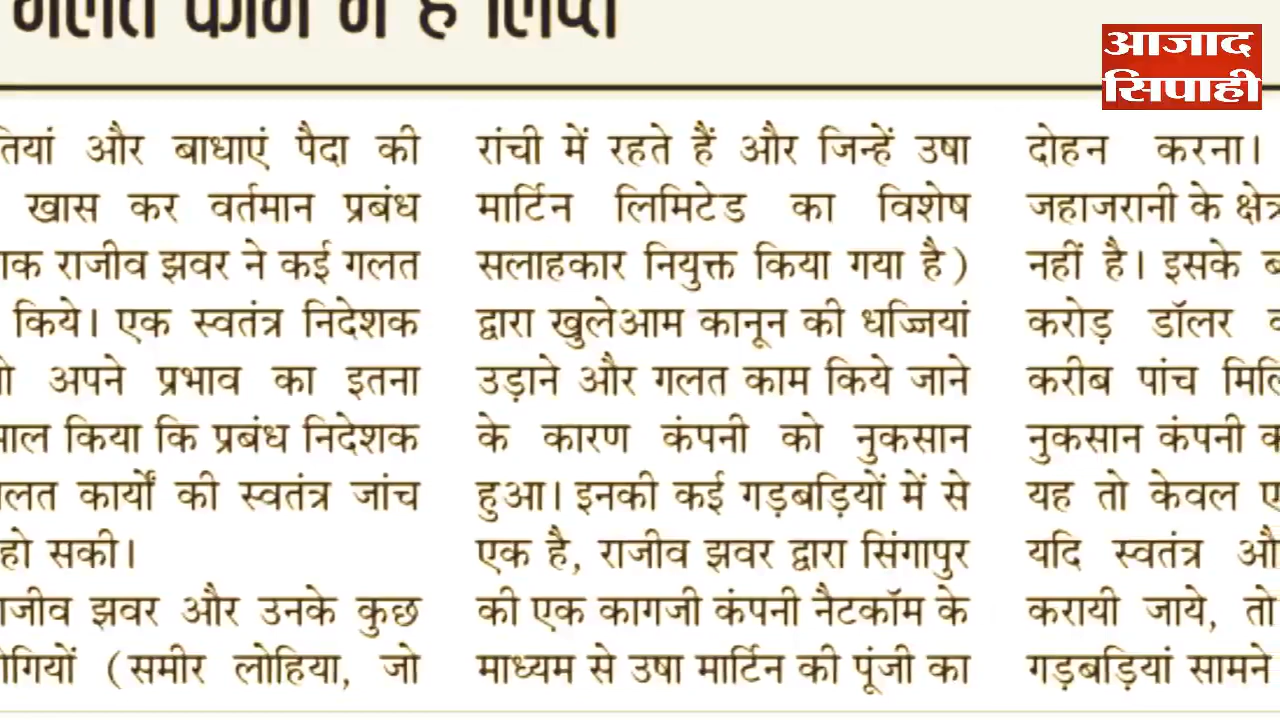 गलत काम में है लिप्त
आजाद
सिपाही
और बाधाएं पैदा की
खास कर वर्तमान प्रबंध
राजीव झवर ने कई गलत
किये। एक स्वतंत्र निदेशक
अपने प्रभाव का इतना
किया कि प्रबंध निदेशक
कार्यों की स्वतंत्र जांच
हो सकी।
झवर और उनके कुछ
(समीर लोहिया, जो
रांची में रहते हैं और जिन्हें उषा
मार्टिन लिमिटेड का विशेष
सलाहकार नियुक्त किया गया है)
द्वारा खुलेआम कानून की धज्जियां
उड़ाने और गलत काम किये जाने
के कारण कंपनी को नुकसान
हुआ। इनकी कई गड़बड़ियों में से
एक है, राजीव झवर द्वारा सिंगापुर
की एक कागजी कंपनी नैटकॉम के
माध्यम से उषा मार्टिन की पूंजी का
दोहन करना।
जहाजरानी के
नहीं है। इसके
करोड़ डॉलर
करीब पांच
नुकसान कंपनी
यह तो केवल
यदि स्वतंत्र
करायी जाये, तो
गड़बड़ियां सामने